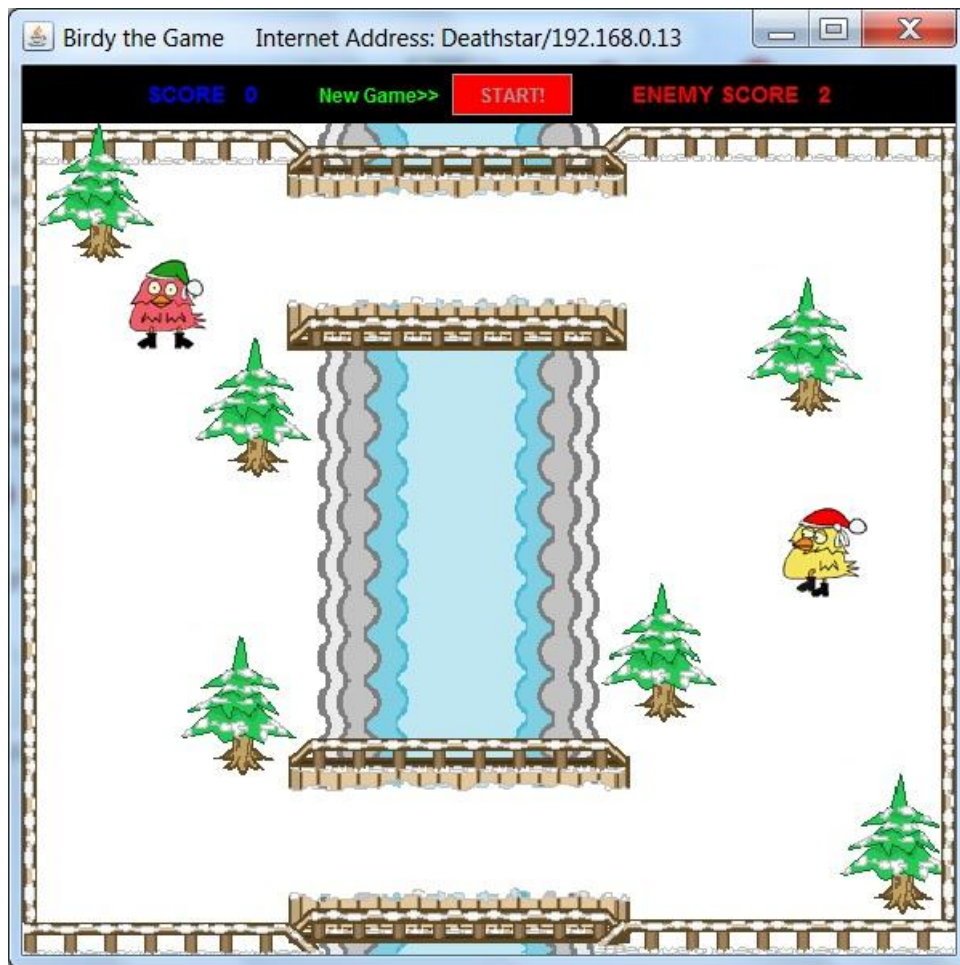 Birdy the Game Internet Address: Deathstar/192.168.0.13
SCORE 0 New Game>> START! ENEMY SCORE 2